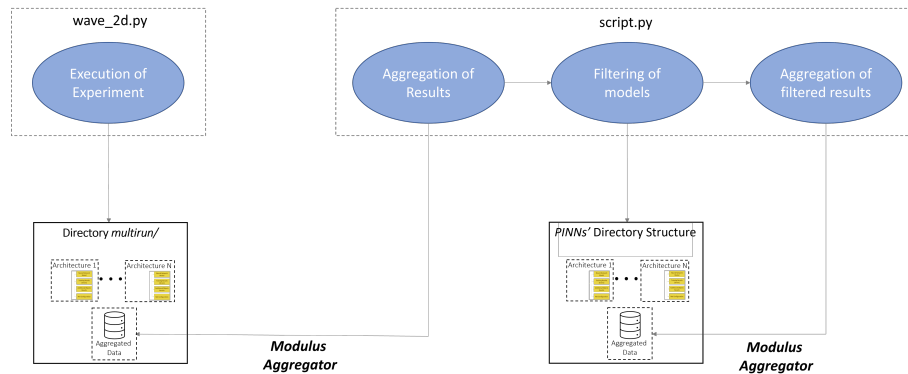 wave_2d.py
script.py
Execution of
Experiment
Aggregation of
Results
Filtering of
models
Aggregation of
filtered results
Directory multirun/
Architecture 1
Architecture N
Aggregated
Data
Modulus
Aggregator
PINNs' Directory Structure
Architecture 1
Architecture N
Aggregated
Data
Modulus
Aggregator